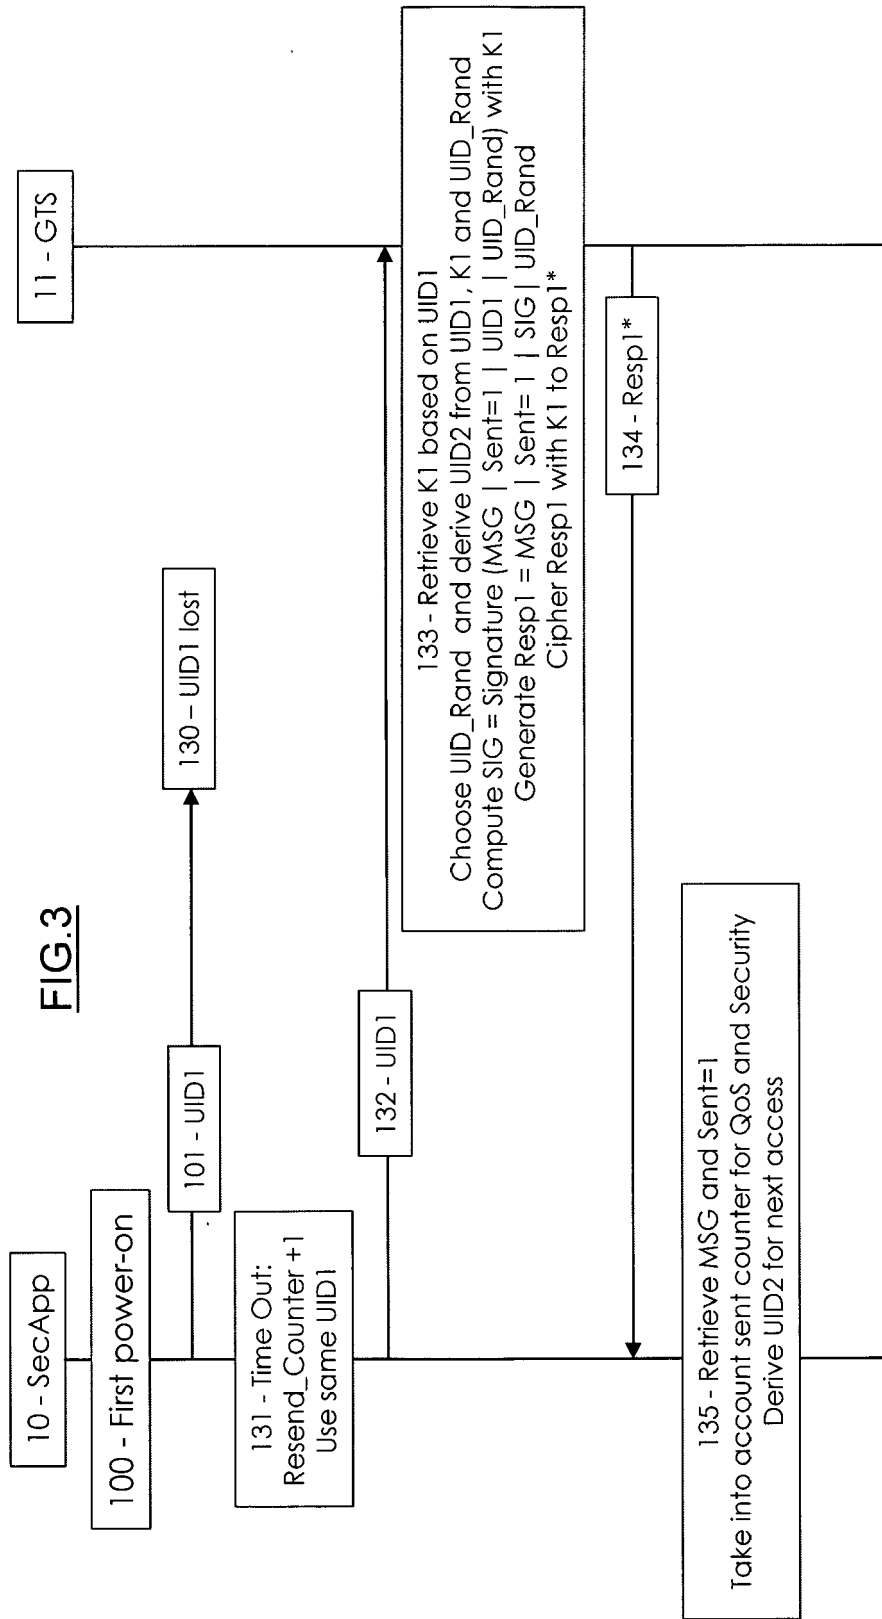 FIG.3
10 - SecApp
11 - GTS
100 - First power-on
101 - UID1
130 – UID1 lost
131 - Time Out:
Resend_Counter +1
Use same UID1
132 - UID1
133 - Retrieve K1 based on UID1
Choose UID_Rand and derive UID2 from UID1, K1 and UID_Rand
Compute SIG = Signature (MSG | Sent=1 | UID1 | UID_Rand) with K1
Generate Resp1 = MSG | Sent=1 | SIG | UID_Rand
Cipher Resp1 with K1 to Resp1*
134 - Resp1*
135 - Retrieve MSG and Sent=1
Take into account sent counter for QoS and Security
Derive UID2 for next access